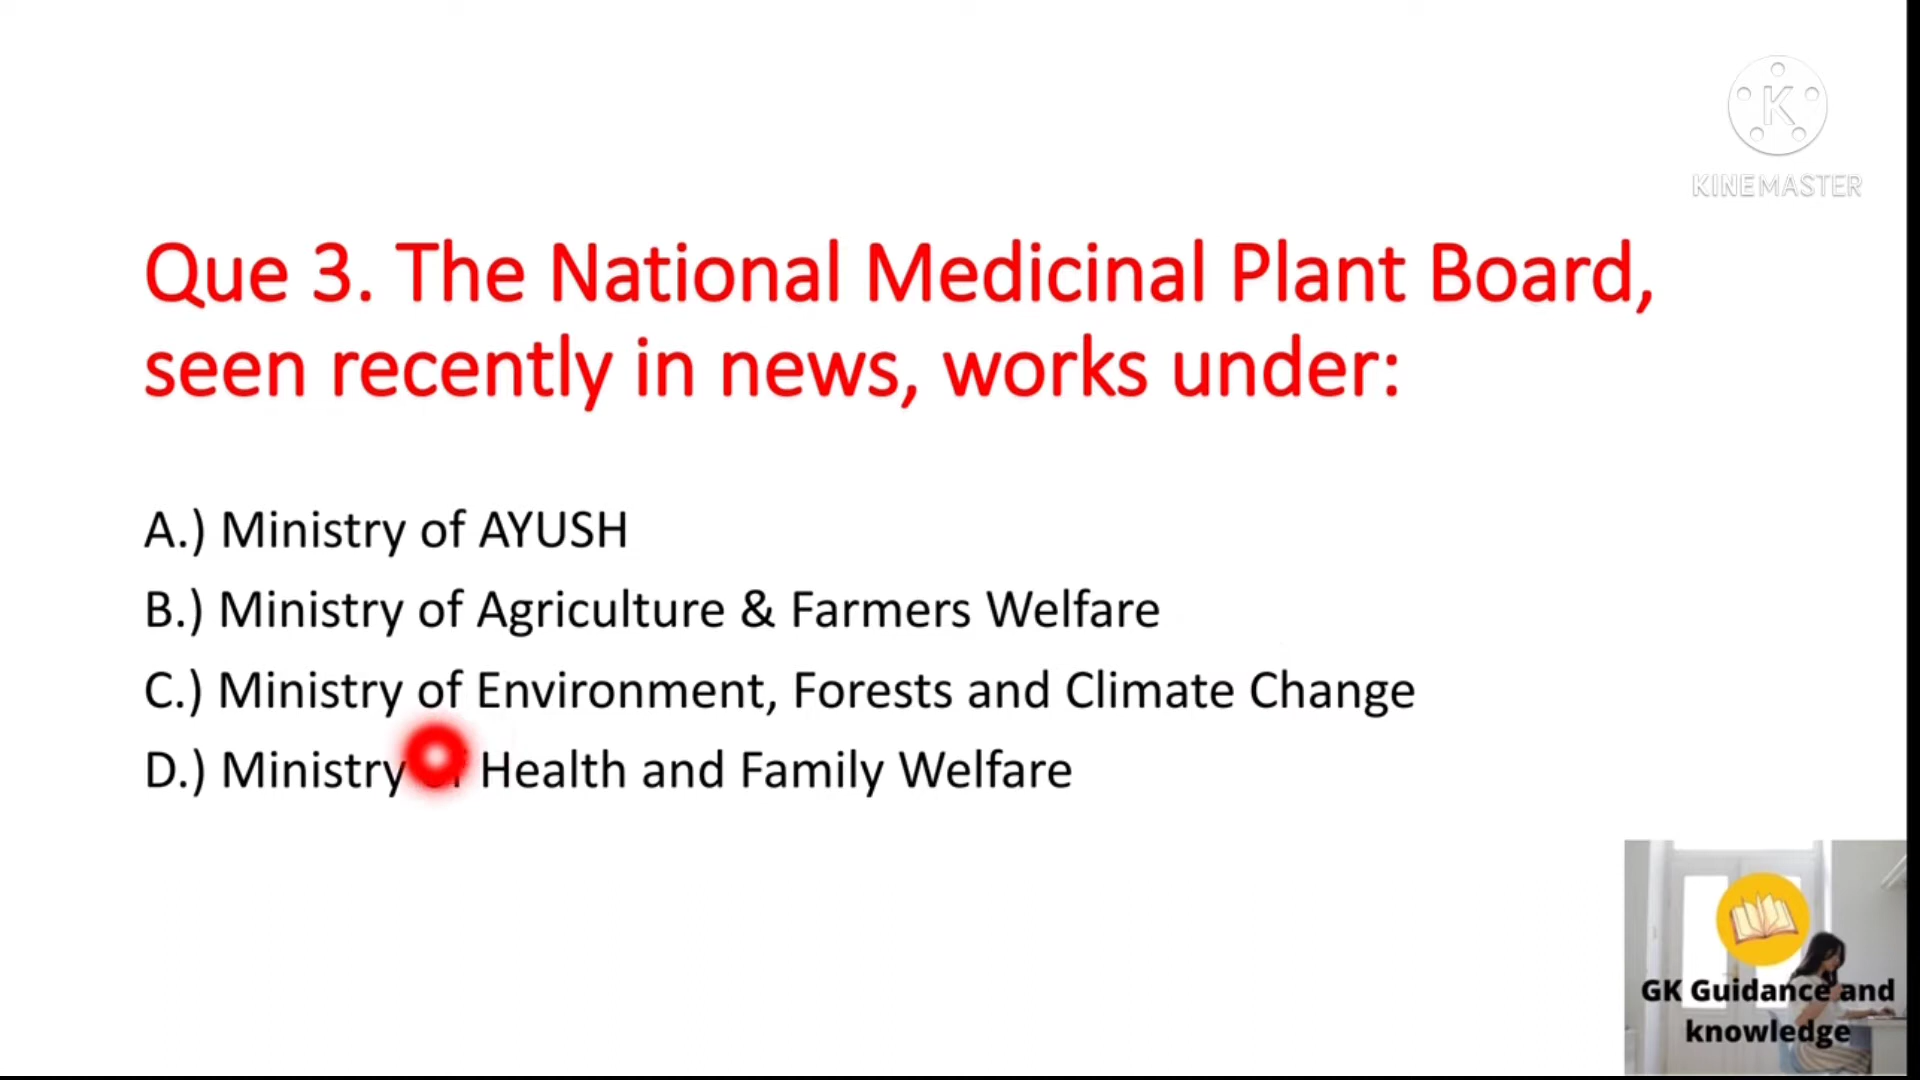 KINEMASTER
Que 3. The National Medicinal Plant Board,
seen recently in news, works under:
A.) Ministry of AYUSH
B.) Ministry of Agriculture & Farmers Welfare
C.) Ministry of Environment, Forests and Climate Change
D.) Ministry Health and Family Welfare
GK Guidance and
knowledge